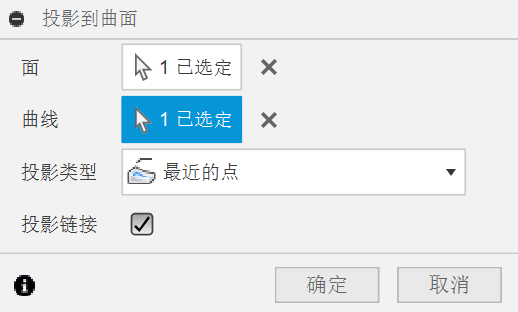 投影到曲面
面 1 已选定
曲线 1 已选定
投影类型 最近的点
投影链接
确定 取消